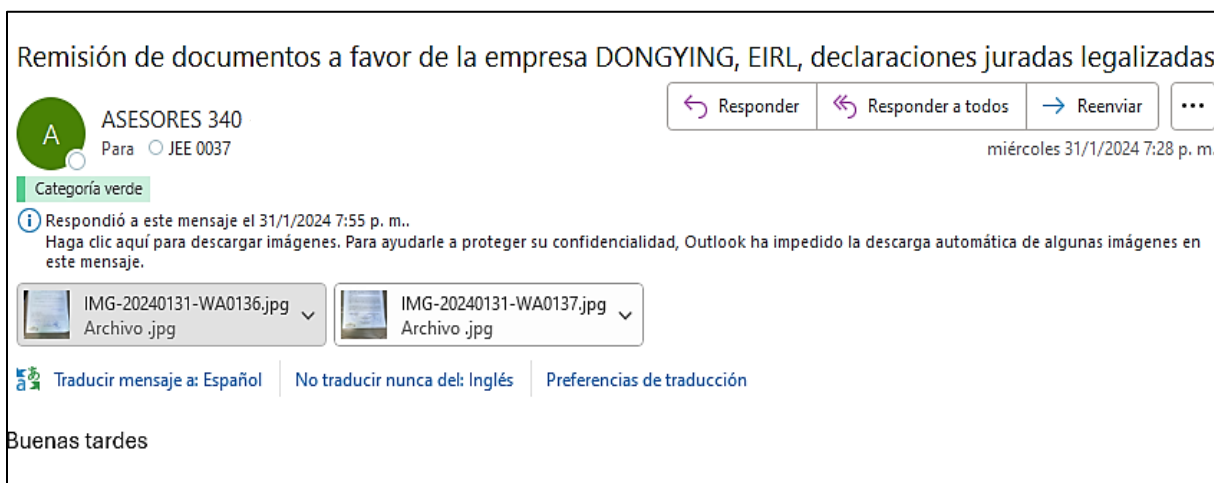 Remisión de documentos a favor de la empresa DONGYING, EIRL, declaraciones juradas legalizadas
A
ASESORES 340
Para JEE 0037
Responder
Responder a todos
Reenviar
...
miércoles 31/1/2024 7:28 p. m.
Categoría verde
Respondió a este mensaje el 31/1/2024 7:55 p. m..
Haga clic aquí para descargar imágenes. Para ayudarle a proteger su confidencialidad, Outlook ha impedido la descarga automática de algunas imágenes en
este mensaje.
IMG-20240131-WA0136.jpg
Archivo .jpg
IMG-20240131-WA0137.jpg
Archivo .jpg
Traducir mensaje a: Español
No traducir nunca del: Inglés
Preferencias de traducción
Buenas tardes